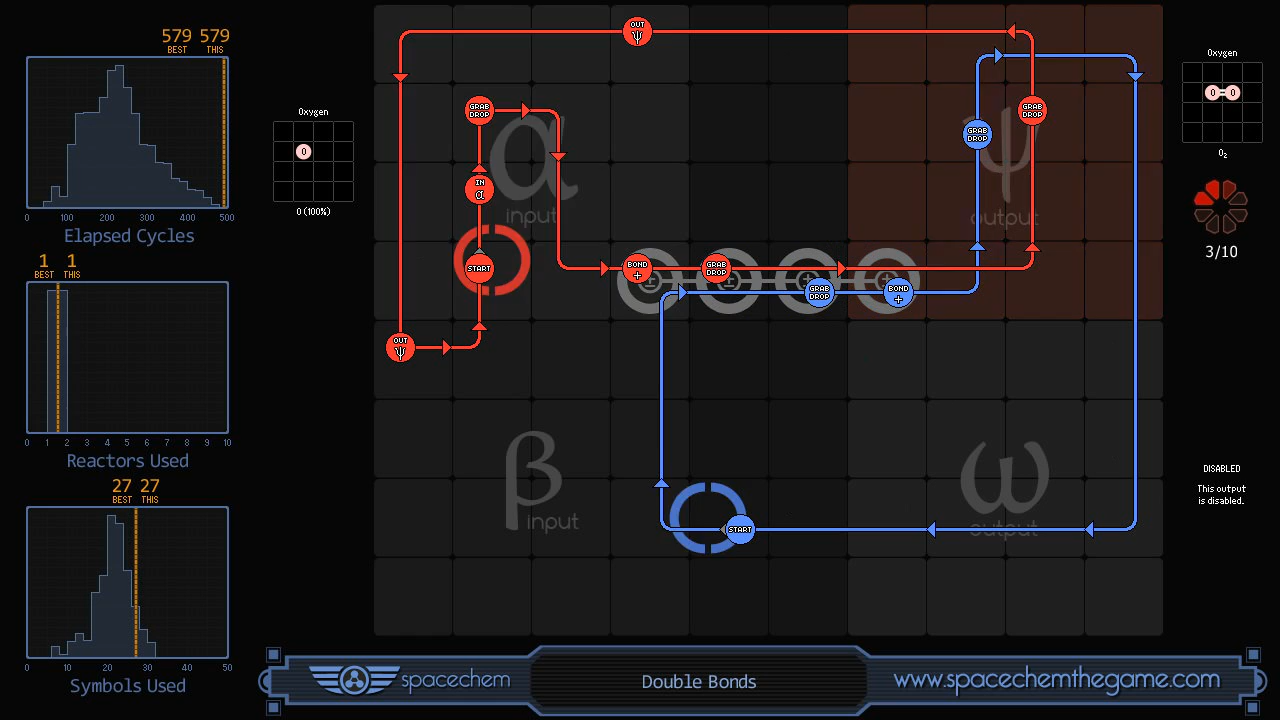 579 579
BEST THIS
0 100 200 300 400 500
Elapsed Cycles
1 1
BEST THIS
0 1 2 3 4 5 6 7 8 9 10
Reactors Used
27 27
BEST THIS
0 10 20 30 40 50
Symbols Used
Oxygen
O
O (100%)
OUT
Ψ
GRAB
DROP
α
input
IN
α
START
BOND
+
GRAB
DROP
±
±
±
±
GRAB
DROP
BOND
+
GRAB
DROP
GRAB
DROP
Ψ
output
OUT
Ψ
β
input
START
ω
output
Oxygen
O=O
O₂
3/10
DISABLED
This output
is disabled.
spacechem
Double Bonds
www.spacechemthegame.com